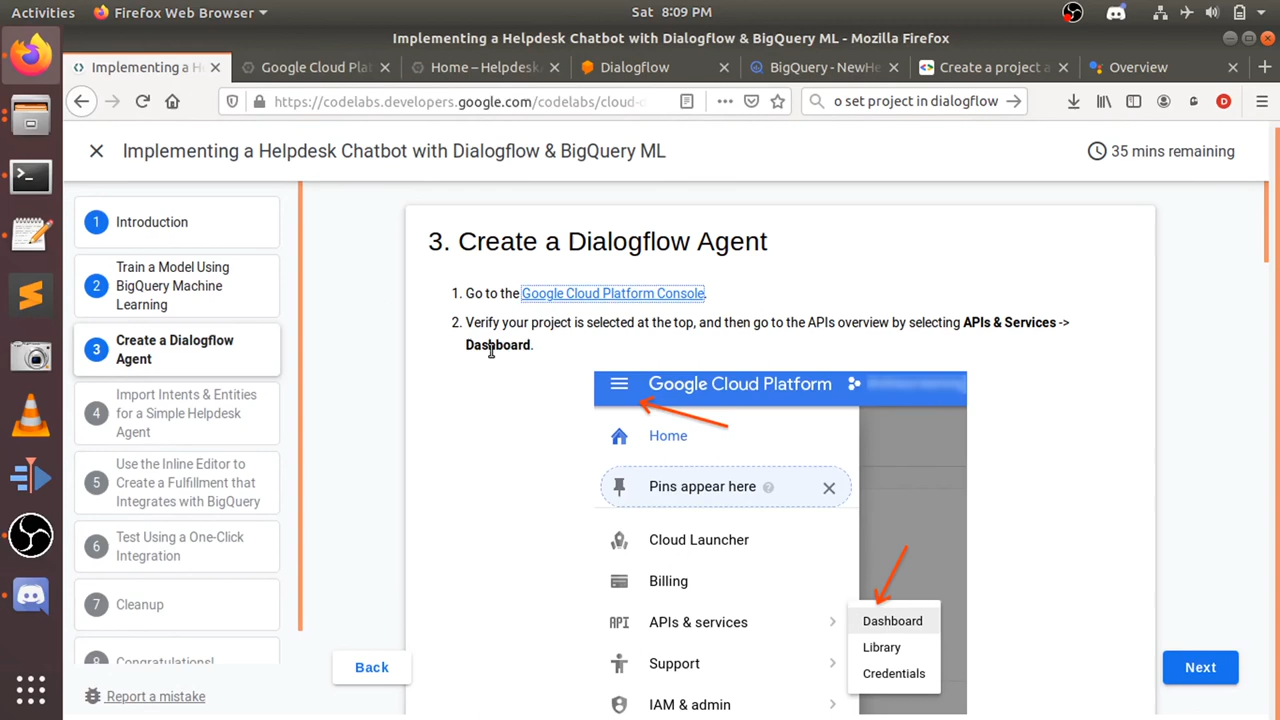 Activities Firefox Web Browser Sat 8:09 PM
Implementing a Helpdesk Chatbot with Dialogflow & BigQuery ML - Mozilla Firefox
Implementing a H Google Cloud Plat Home – Helpdesk Dialogflow BigQuery - NewHe Create a project a Overview
https://codelabs.developers.google.com/codelabs/cloud-c o set project in dialogflow
Implementing a Helpdesk Chatbot with Dialogflow & BigQuery ML 35 mins remaining
1 Introduction
2 Train a Model Using
BigQuery Machine
Learning
3 Create a Dialogflow
Agent
4 Import Intents & Entities
for a Simple Helpdesk
Agent
5 Use the Inline Editor to
Create a Fulfillment that
Integrates with BigQuery
6 Test Using a One-Click
Integration
7 Cleanup
8 Congratulations!
Report a mistake
3. Create a Dialogflow Agent
1. Go to the Google Cloud Platform Console.
2. Verify your project is selected at the top, and then go to the APIs overview by selecting APIs & Services ->
Dashboard.
Google Cloud Platform
Home
Pins appear here
Cloud Launcher
Billing
API APIs & services
Support
IAM & admin
Dashboard
Library
Credentials
Back Next